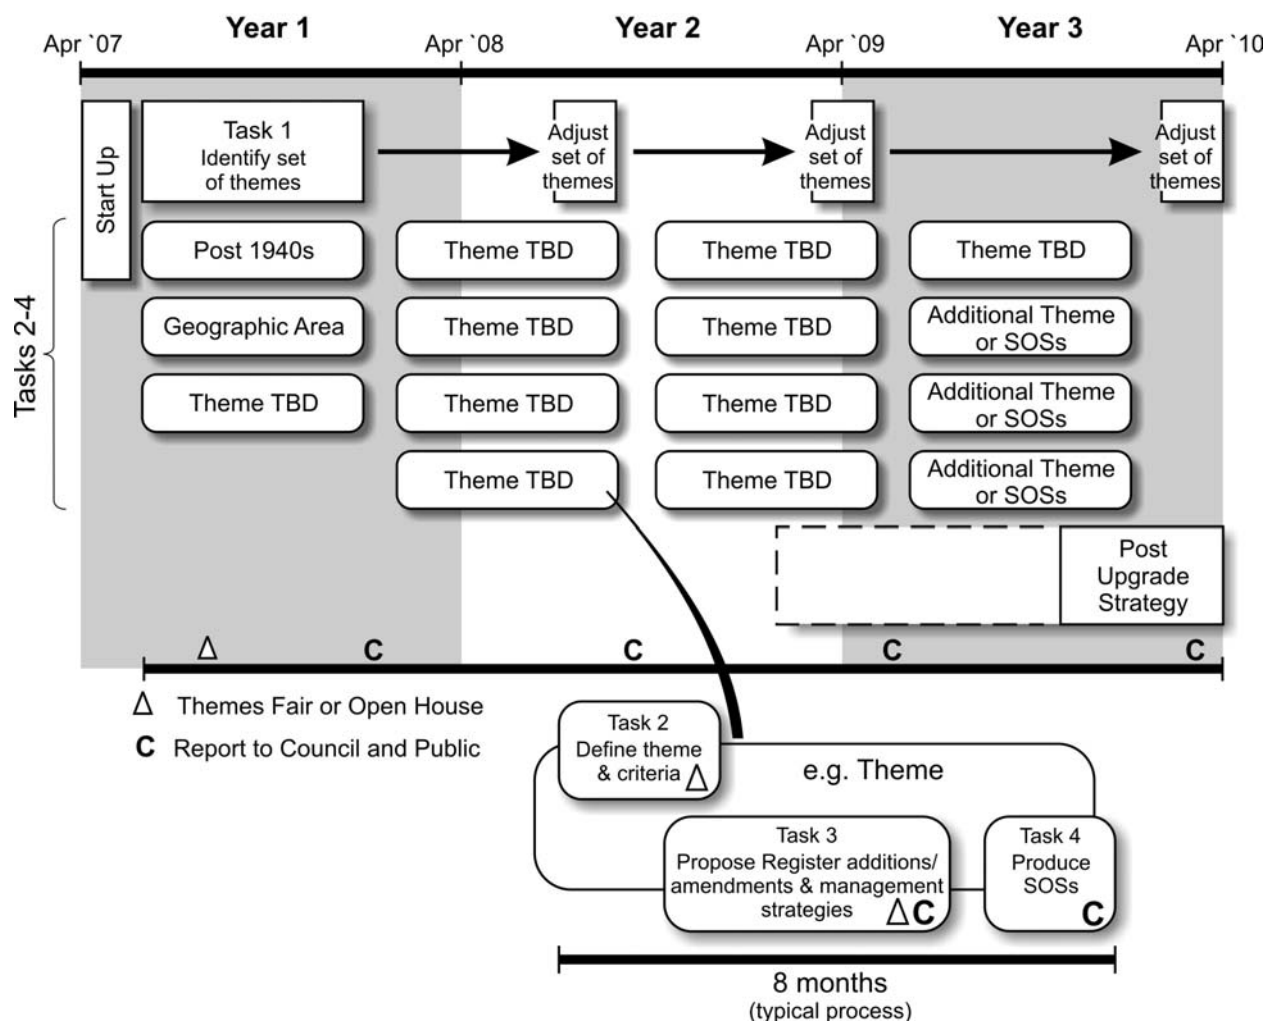 Year 1
Year 2
Year 3
Apr `07
Apr `08
Apr `09
Apr `10
Start Up
Task 1
Identify set
of themes
Adjust
set of
themes
Adjust
set of
themes
Adjust
set of
themes
Tasks 2-4
Post 1940s
Theme TBD
Theme TBD
Theme TBD
Geographic Area
Theme TBD
Theme TBD
Additional Theme
or SOSs
Theme TBD
Theme TBD
Theme TBD
Additional Theme
or SOSs
Theme TBD
Theme TBD
Additional Theme
or SOSs
Post
Upgrade
Strategy
Δ
C
C
C
C
Δ Themes Fair or Open House
C Report to Council and Public
Task 2
Define theme
& criteria Δ
e.g. Theme
Task 3
Propose Register additions/
amendments & management
strategies ΔC
Task 4
Produce
SOSs
C
8 months
(typical process)